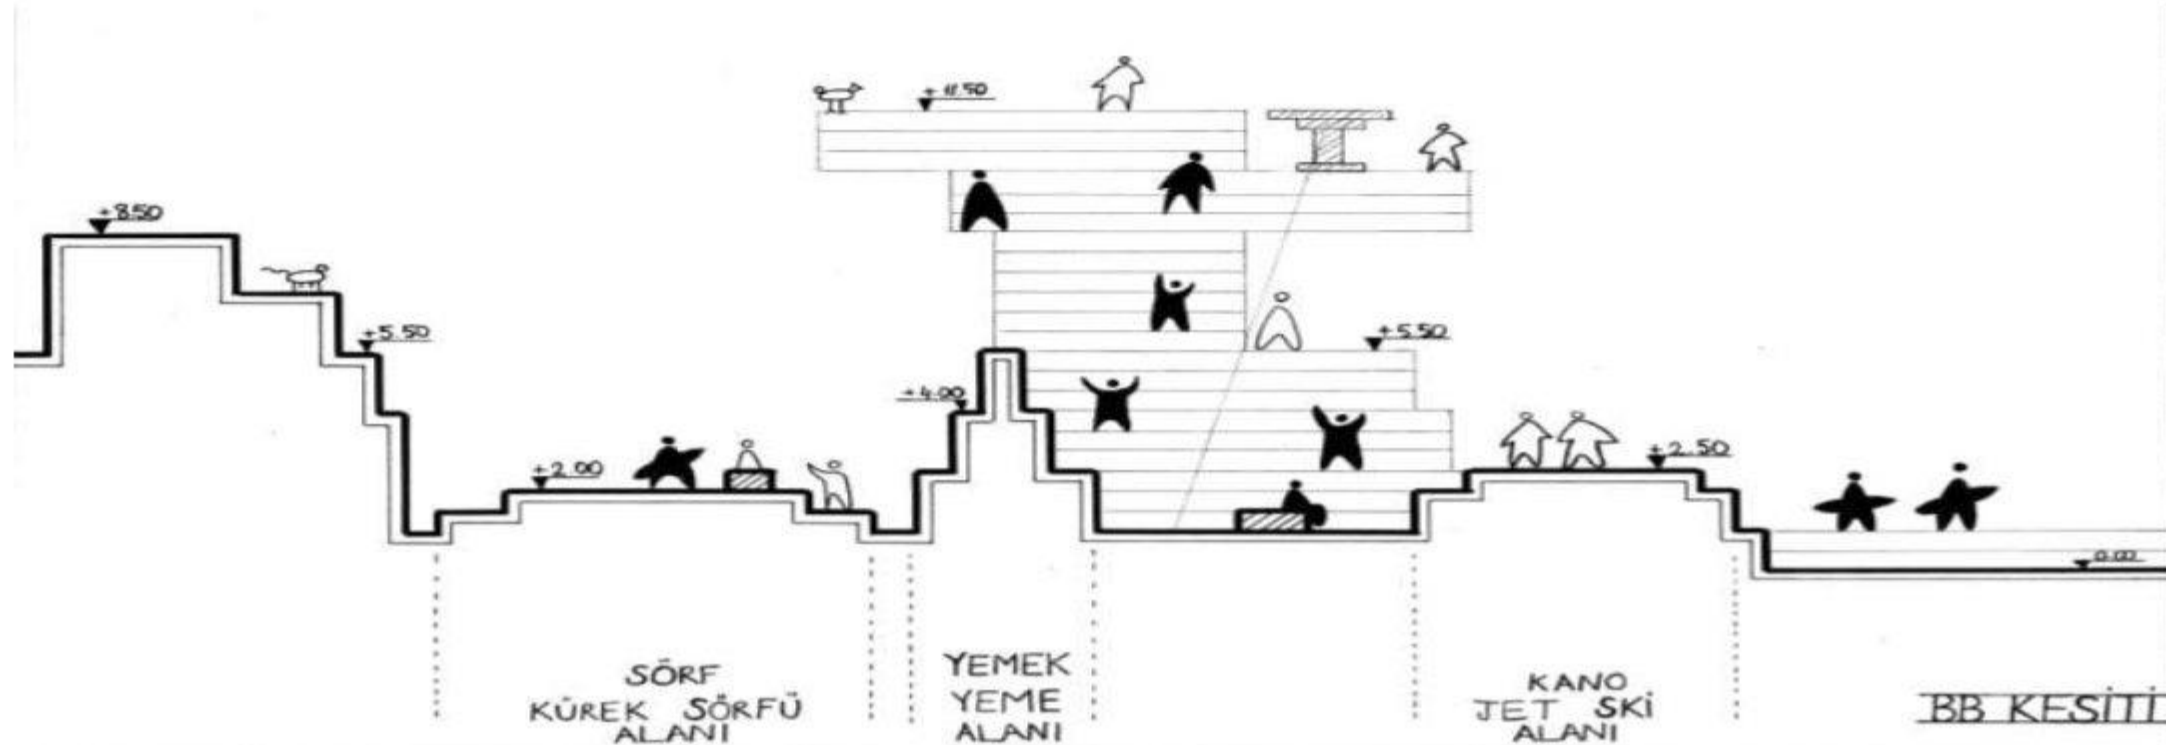 +11.50
+8.50
+5.50
+5.50
+4.00
+2.00
+2.50
0.00
SÖRF
KÜREK SÖRFÜ
ALANI
YEMEK
YEME
ALANI
KANO
JET SKİ
ALANI
BB KESİTİ